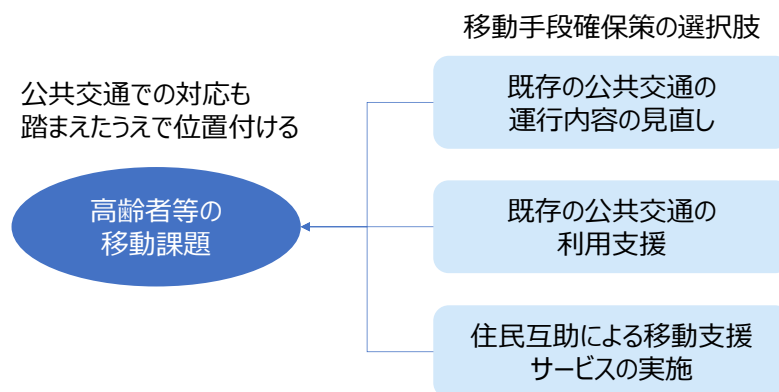 移動手段確保策の選択肢
公共交通での対応も
踏まえたうえで位置付ける
高齢者等の
移動課題
既存の公共交通の
運行内容の見直し
既存の公共交通の
利用支援
住民互助による移動支援
サービスの実施